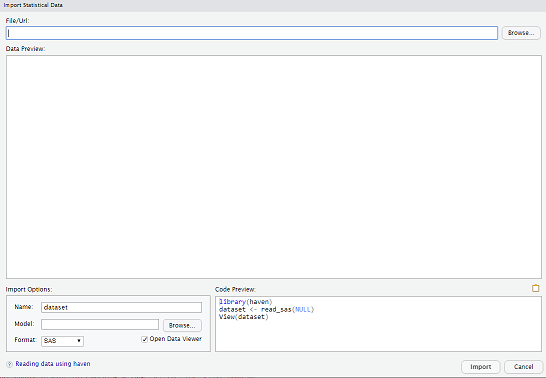 Import Statistical Data
File/Url:
Browse...
Data Preview:
Import Options:
Code Preview:
Name: dataset
Model: Browse...
Format: SAS
Open Data Viewer
library(haven)
dataset <- read_sas(NULL)
View(dataset)
? Reading data using haven
Import
Cancel